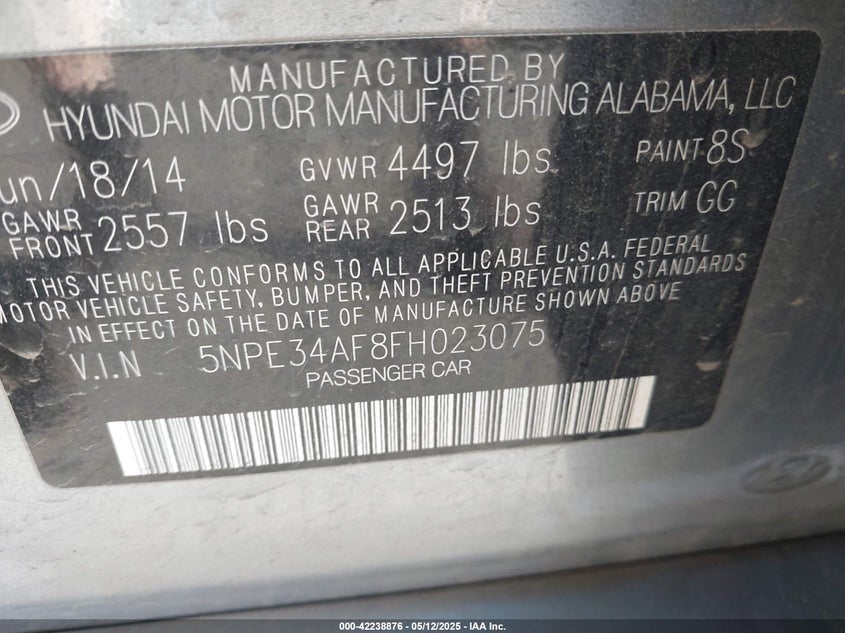 MANUFACTURED BY
HYUNDAI MOTOR MANUFACTURING ALABAMA, LLC
un/18/14 GVWR 4497 lbs PAINT 8S
GAWR FRONT 2557 lbs GAWR REAR 2513 lbs TRIM GG
THIS VEHICLE CONFORMS TO ALL APPLICABLE U.S.A. FEDERAL
MOTOR VEHICLE SAFETY, BUMPER, AND THEFT PREVENTION STANDARDS
IN EFFECT ON THE DATE OF MANUFACTURE SHOWN ABOVE
V.I.N 5NPE34AF8FH023075
PASSENGER CAR
000-42238876 - 05/12/2025 - IAA Inc.